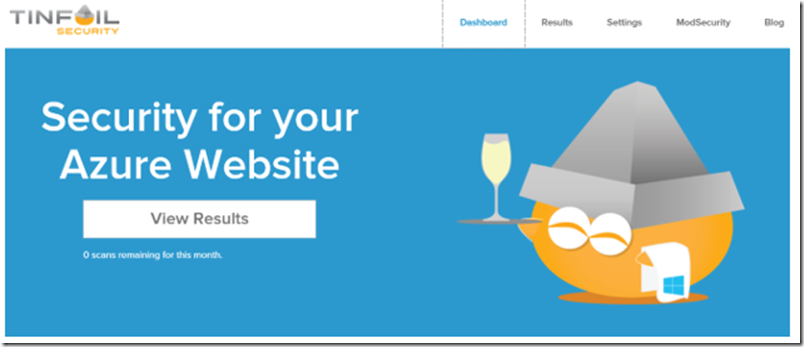 TINFOIL
SECURITY
Dashboard
Results
Settings
ModSecurity
Blog
Security for your
Azure Website
View Results
0 scans remaining for this month.